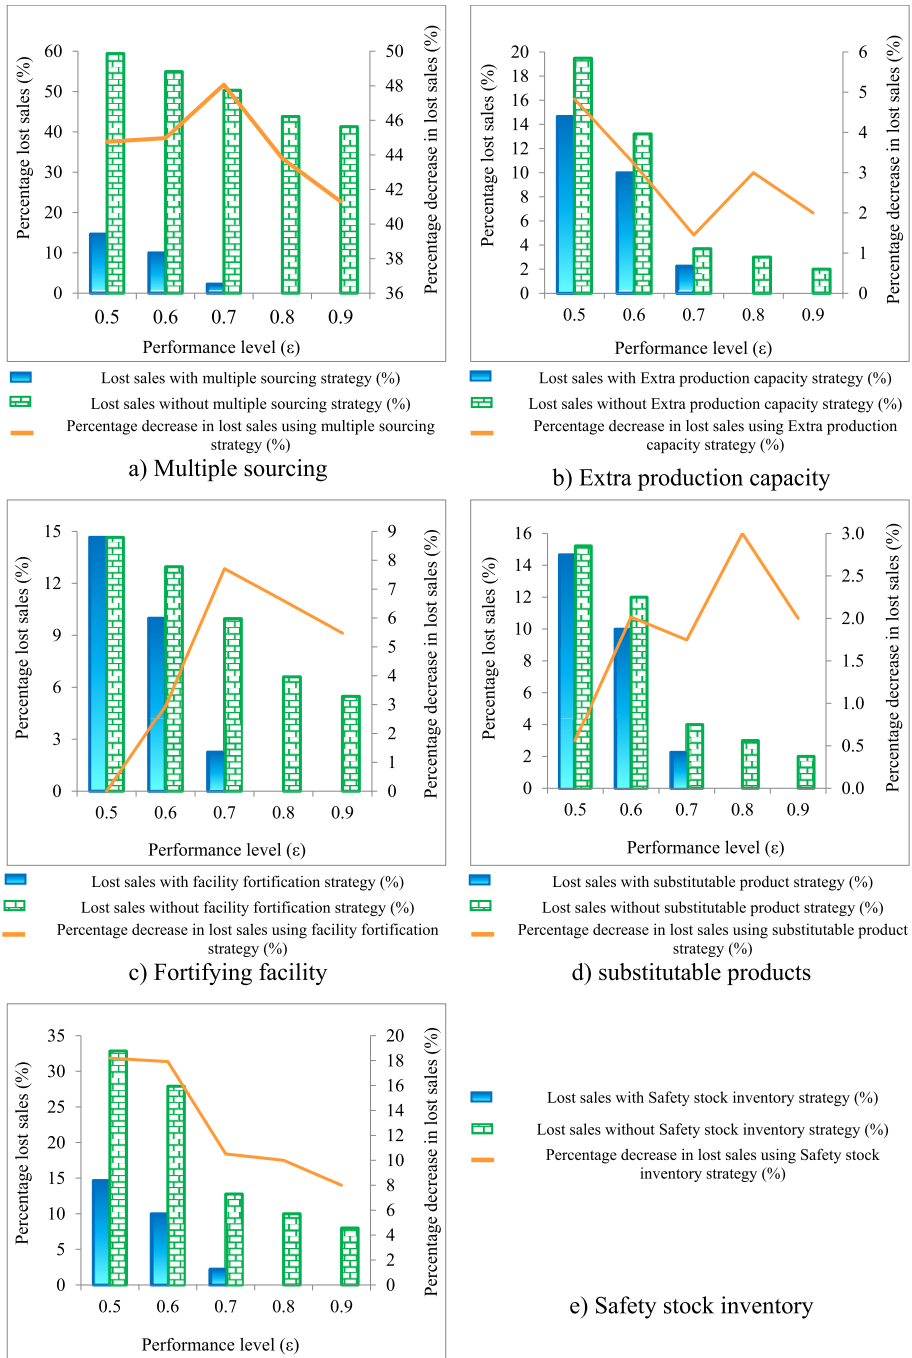 Percentage lost sales (%)
60
50
40
30
20
10
0
50
48
46
44
42
40
38
36
Percentage decrease in lost sales (%)
0.5 0.6 0.7 0.8 0.9
Performance level (ε)
Lost sales with multiple sourcing strategy (%)
Lost sales without multiple sourcing strategy (%)
Percentage decrease in lost sales using multiple sourcing
strategy (%)
a) Multiple sourcing
Percentage lost sales (%)
20
18
16
14
12
10
8
6
4
2
0
6
5
4
3
2
1
0
Percentage decrease in lost sales (%)
0.5 0.6 0.7 0.8 0.9
Performance level (ε)
Lost sales with Extra production capacity strategy (%)
Lost sales without Extra production capacity strategy (%)
Percentage decrease in lost sales using Extra production
capacity strategy (%)
b) Extra production capacity
Percentage lost sales (%)
15
12
9
6
3
0
9
8
7
6
5
4
3
2
1
0
Percentage decrease in lost sales (%)
0.5 0.6 0.7 0.8 0.9
Performance level (ε)
Lost sales with facility fortification strategy (%)
Lost sales without facility fortification strategy (%)
Percentage decrease in lost sales using facility fortification
strategy (%)
c) Fortifying facility
Percentage lost sales (%)
16
14
12
10
8
6
4
2
0
3.0
2.5
2.0
1.5
1.0
0.5
0.0
Percentage decrease in lost sales (%)
0.5 0.6 0.7 0.8 0.9
Performance level (ε)
Lost sales with substitutable product strategy (%)
Lost sales without substitutable product strategy (%)
Percentage decrease in lost sales using substitutable product
strategy (%)
d) substitutable products
Percentage lost sales (%)
35
30
25
20
15
10
5
0
20
18
16
14
12
10
8
6
4
2
0
Percentage decrease in lost sales (%)
0.5 0.6 0.7 0.8 0.9
Performance level (ε)
Lost sales with Safety stock inventory strategy (%)
Lost sales without Safety stock inventory strategy (%)
Percentage decrease in lost sales using Safety stock
inventory strategy (%)
e) Safety stock inventory